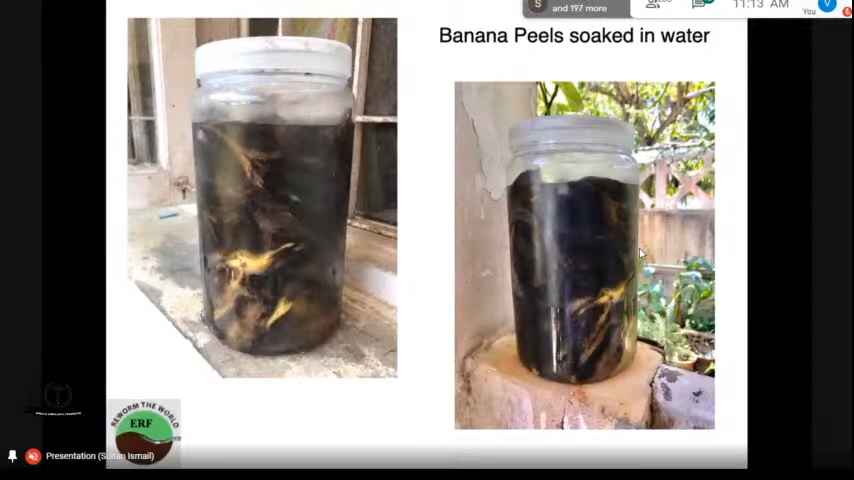 S
and 197 more
11:13 AM
You
V
Banana Peels soaked in water
REWORM THE WORLD
ERF
Presentation (Sultan Ismail)